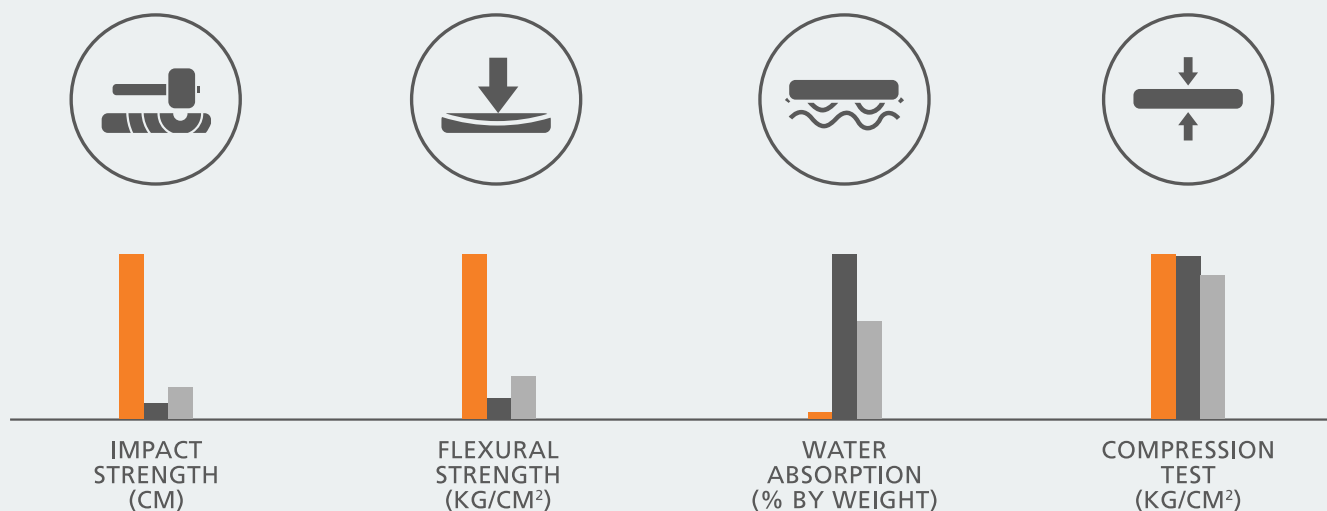 IMPACT
STRENGTH
(CM)
FLEXURAL
STRENGTH
(KG/CM²)
WATER
ABSORPTION
(% BY WEIGHT)
COMPRESSION
TEST
(KG/CM²)